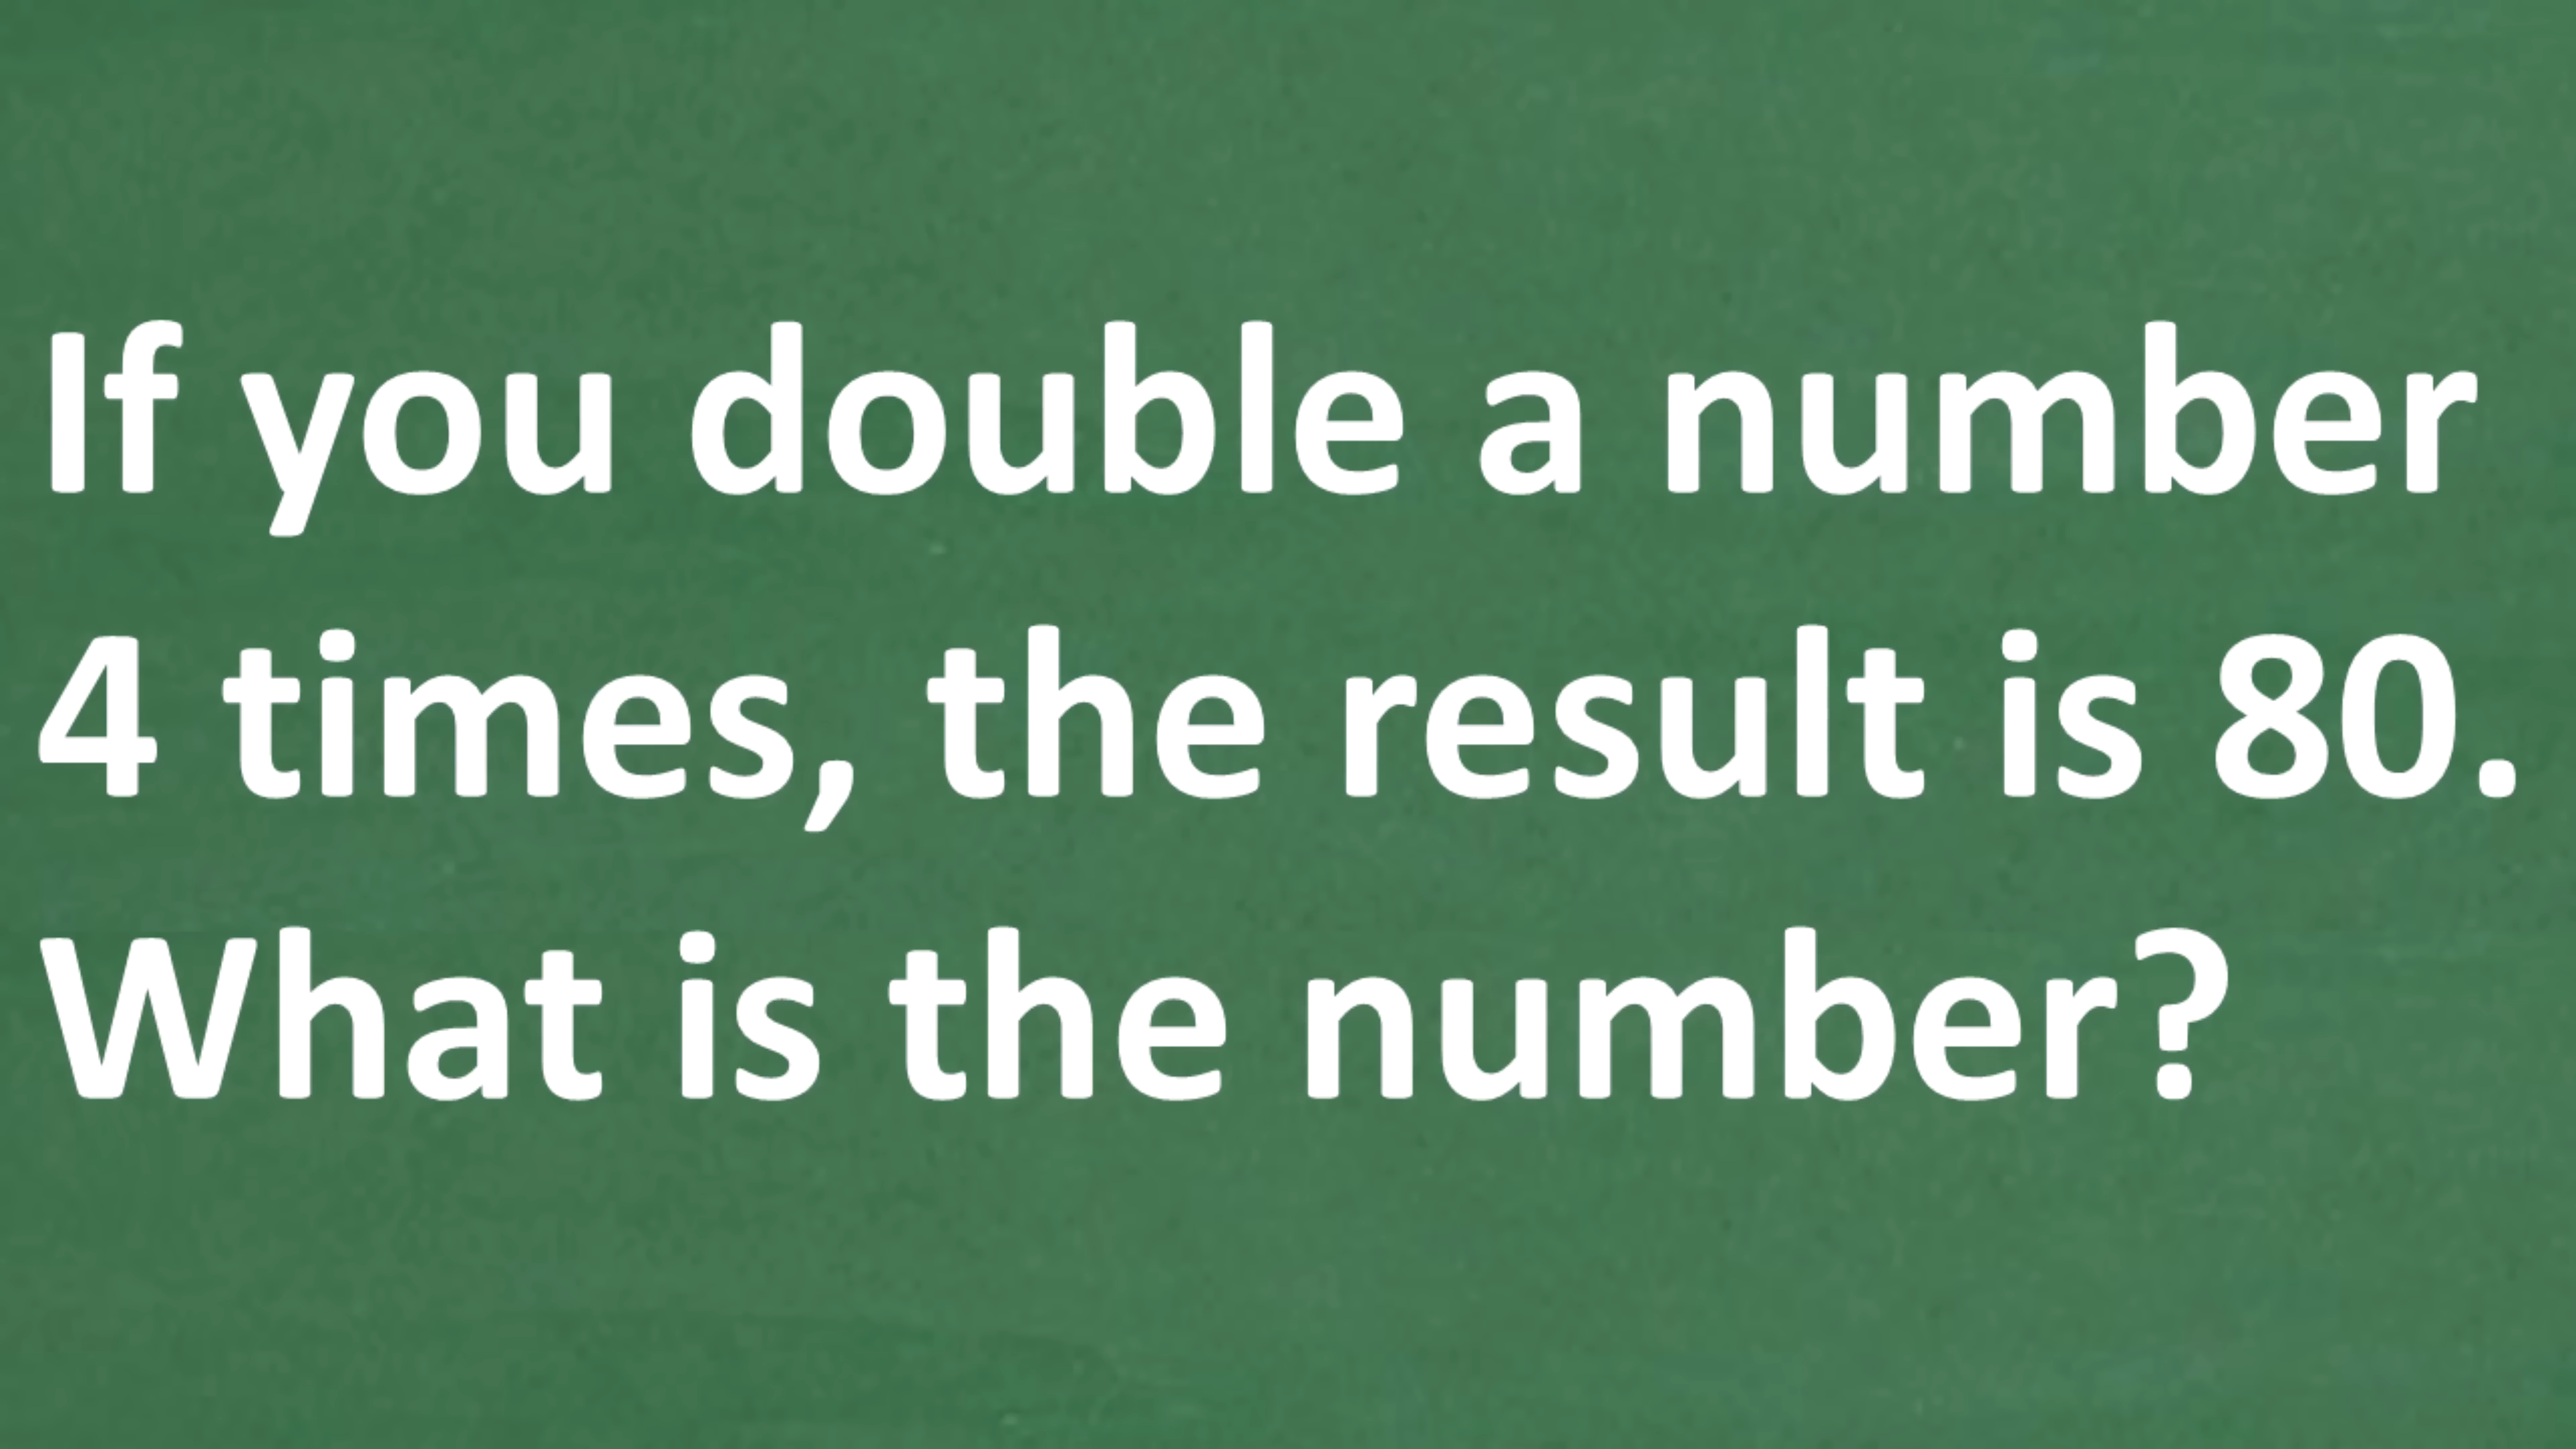 If you double a number
4 times, the result is 80.
What is the number?